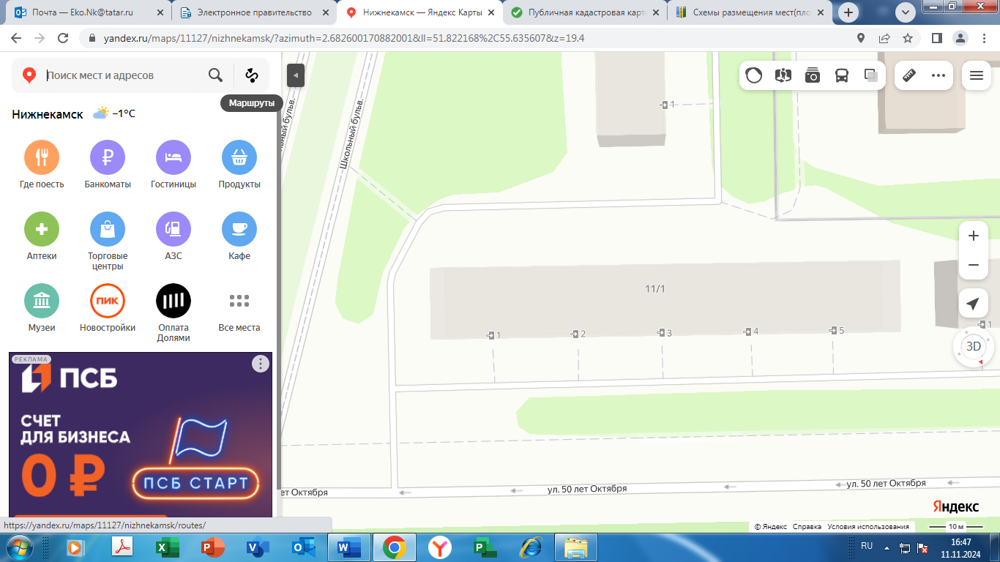 Почта — Eko.Nk@tatar.ru
Электронное правительство
Нижнекамск — Яндекс Карты
Публичная кадастровая карт
Схемы размещения мест(пло
yandex.ru/maps/11127/nizhnekamsk/?azimuth=2.682600170882001&ll=51.822168%2C55.635607&z=19.4
Поиск мест и адресов
Маршруты
Нижнекамск
−1°C
Где поесть
Банкоматы
Гостиницы
Продукты
Аптеки
Торговые
центры
АЗС
Кафе
Музеи
ПИК
Новостройки
Оплата
Долями
Все места
РЕКЛАМА
ПСБ
СЧЕТ
ДЛЯ БИЗНЕСА
0 ₽
ПСБ СТАРТ
https://yandex.ru/maps/11127/nizhnekamsk/routes/
ьный бульв.
Школьный бульв.
1
11/1
1
2
3
4
5
1
3D
ет Октября
ул. 50 лет Октября
ул. 50 лет Октября
Яндекс
© Яндекс Справка Условия использования
10 м
RU
16:47
11.11.2024